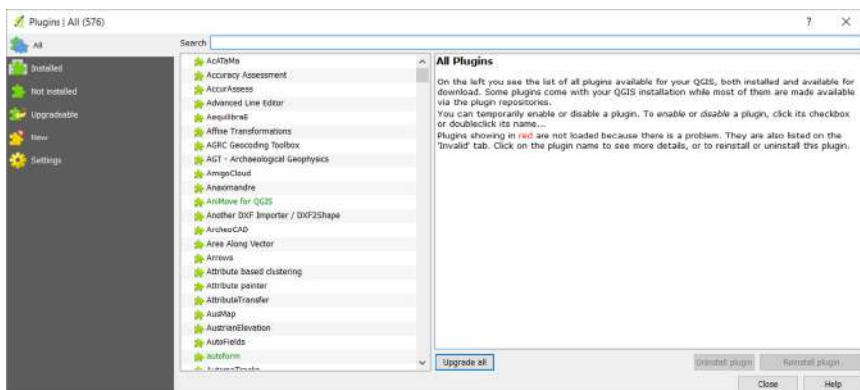 Plugins | All (576)
? ×
All
Installed
Not installed
Upgradeable
New
Settings
Search
AcATaMa
Accuracy Assessment
AccurAssess
Advanced Line Editor
AequilibraE
Affine Transformations
AGRC Geocoding Toolbox
AGT - Archaeological Geophysics
AmigoCloud
Anaximandre
AniMove for QGIS
Another DXF Importer / DXF2Shape
ArcheoCAD
Area Along Vector
Arrows
Attribute based clustering
Attribute painter
AttributeTransfer
AusMap
AustrianElevation
AutoFields
autoform
All Plugins
On the left you see the list of all plugins available for your QGIS, both installed and available for
download. Some plugins come with your QGIS installation while most of them are made available
via the plugin repositories.
You can temporarily enable or disable a plugin. To enable or disable a plugin, click its checkbox
or doubleclick its name...
Plugins showing in red are not loaded because there is a problem. They are also listed on the
'Invalid' tab. Click on the plugin name to see more details, or to reinstall or uninstall this plugin.
Upgrade all
Uninstall plugin
Reinstall plugin
Close
Help